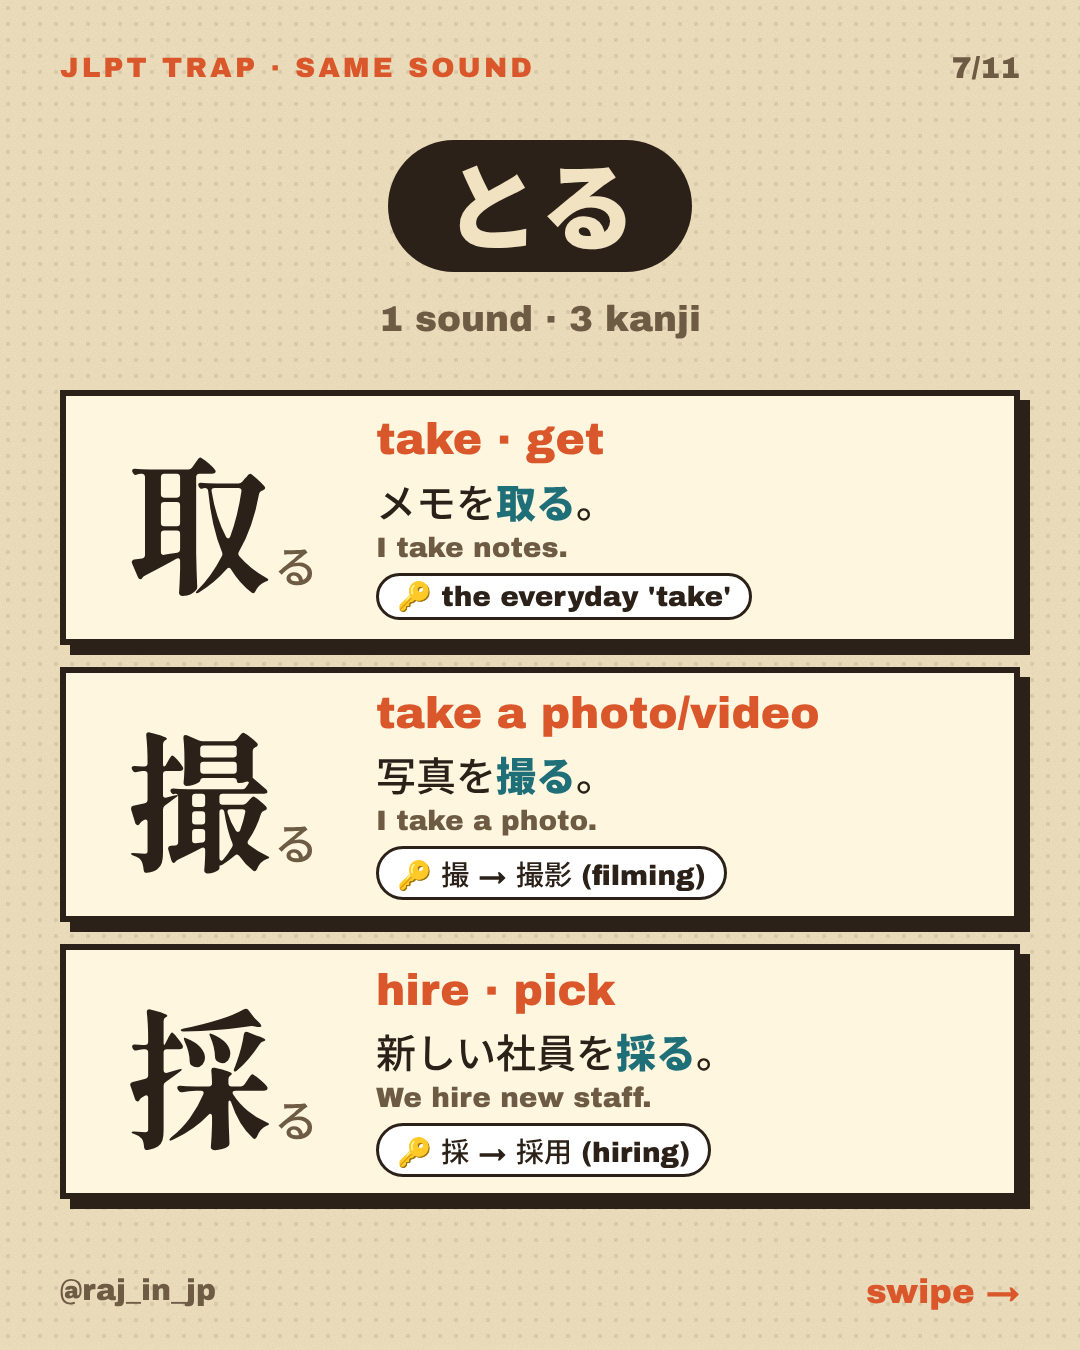 JLPT TRAP · SAME SOUND
7/11
とる
1 sound · 3 kanji
取る
take · get
メモを取る。
I take notes.
🔑 the everyday 'take'
撮る
take a photo/video
写真を撮る。
I take a photo.
🔑 撮 → 撮影 (filming)
採る
hire · pick
新しい社員を採る。
We hire new staff.
🔑 採 → 採用 (hiring)
@raj_in_jp
swipe →